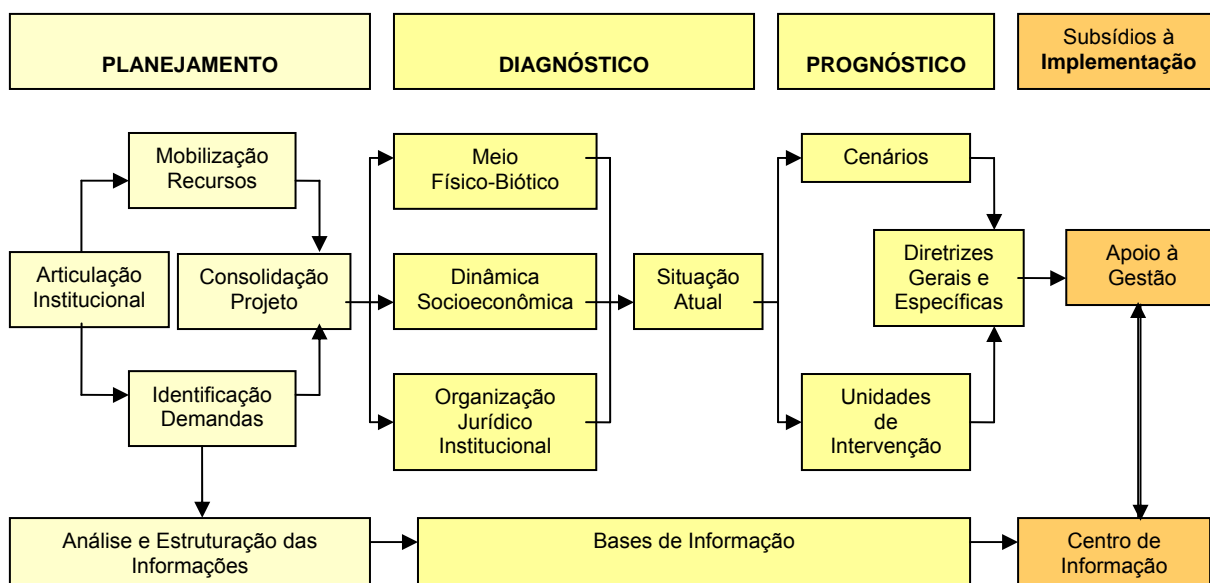 PLANEJAMENTO
DIAGNÓSTICO
PROGNÓSTICO
Subsídios à
Implementação
Mobilização
Recursos
Articulação
Institucional
Consolidação
Projeto
Identificação
Demandas
Meio
Físico-Biótico
Dinâmica
Socioeconômica
Organização
Jurídico
Institucional
Situação
Atual
Cenários
Diretrizes
Gerais e
Específicas
Unidades
de
Intervenção
Apoio à
Gestão
Análise e Estruturação das
Informações
Bases de Informação
Centro de
Informação